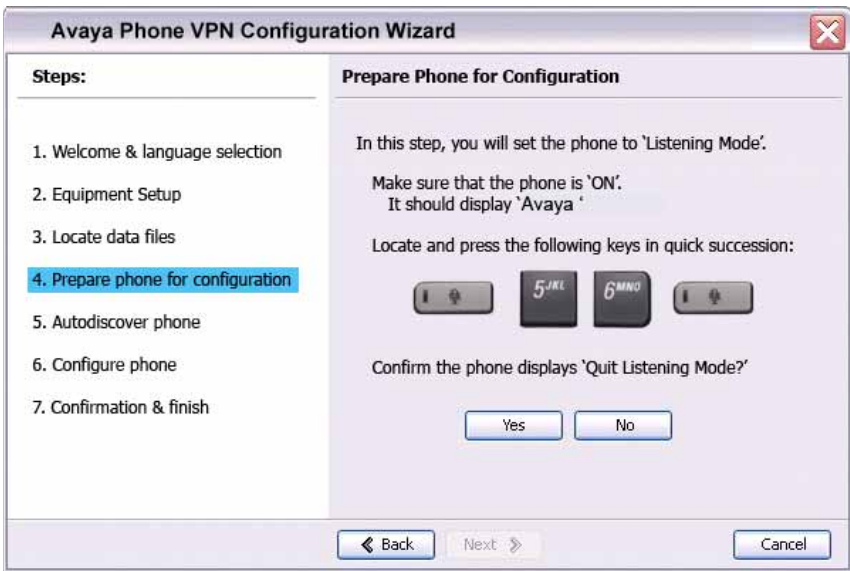 Avaya Phone VPN Configuration Wizard
Steps:
1. Welcome & language selection
2. Equipment Setup
3. Locate data files
4. Prepare phone for configuration
5. Autodiscover phone
6. Configure phone
7. Confirmation & finish
Prepare Phone for Configuration
In this step, you will set the phone to ‘Listening Mode’.
Make sure that the phone is ‘ON’.
It should display ‘Avaya ‘
Locate and press the following keys in quick succession:
5JKL 6MNO
Confirm the phone displays ‘Quit Listening Mode?’
Yes No
Back Next Cancel